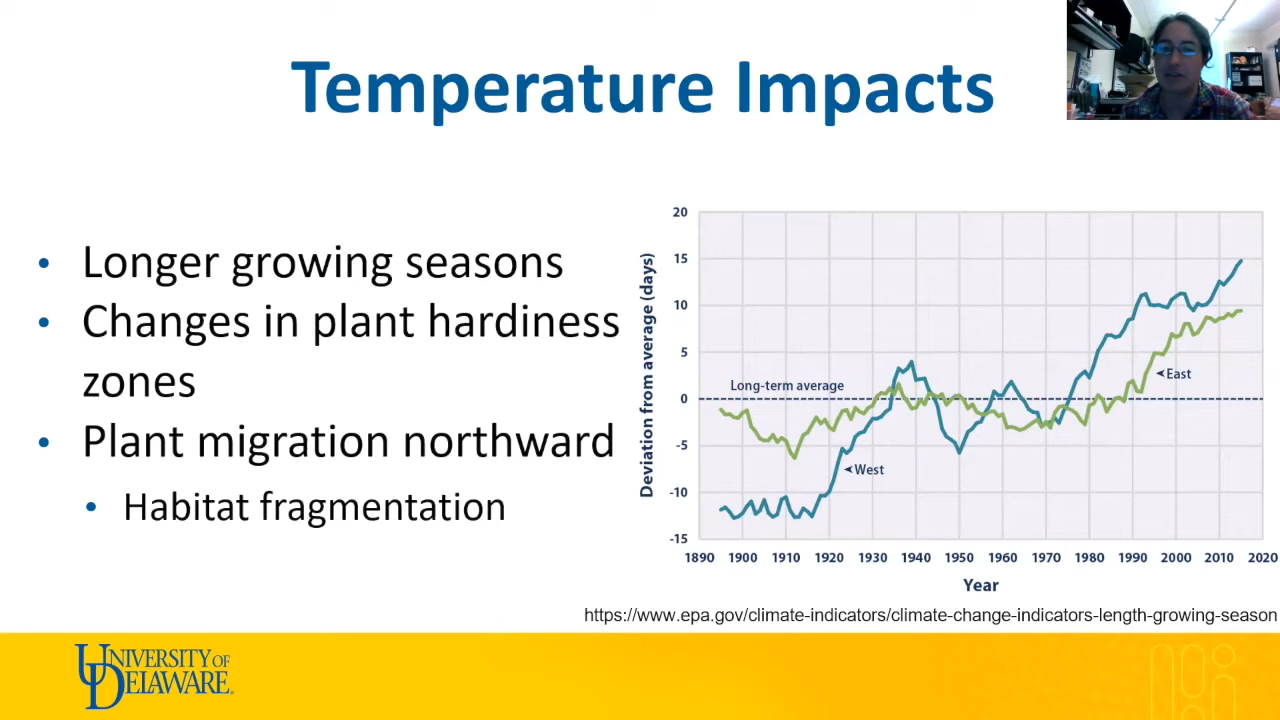 Temperature Impacts
• Longer growing seasons
• Changes in plant hardiness
zones
• Plant migration northward
• Habitat fragmentation
Deviation from average (days)
20
15
10
5
0
-5
-10
-15
Long-term average
East
West
1890 1900 1910 1920 1930 1940 1950 1960 1970 1980 1990 2000 2010 2020
Year
https://www.epa.gov/climate-indicators/climate-change-indicators-length-growing-season
UNIVERSITY OF
DELAWARE.